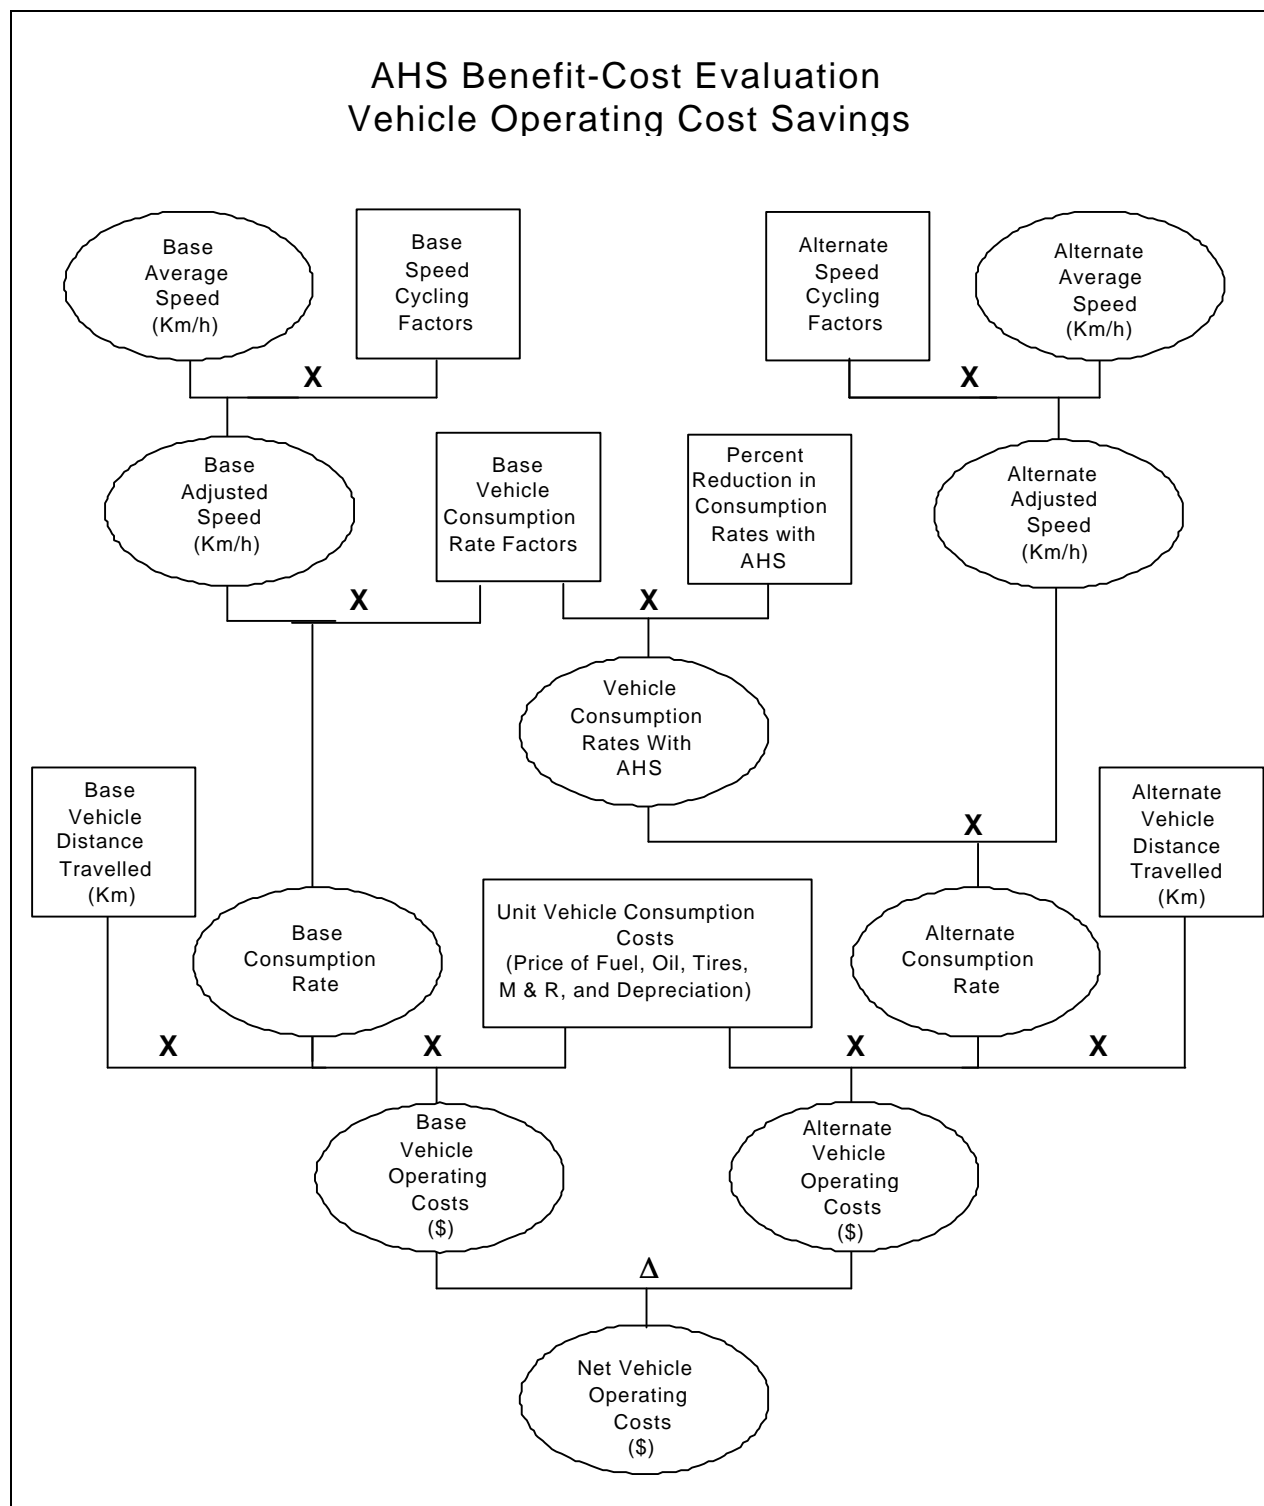 AHS Benefit-Cost Evaluation
Vehicle Operating Cost Savings
Base
Average
Speed
(Km/h)
Base
Speed
Cycling
Factors
Alternate
Speed
Cycling
Factors
Alternate
Average
Speed
(Km/h)
X
X
Base
Adjusted
Speed
(Km/h)
Base
Vehicle
Consumption
Rate Factors
Percent
Reduction in
Consumption
Rates with
AHS
Alternate
Adjusted
Speed
(Km/h)
X
X
Vehicle
Consumption
Rates With
AHS
Base
Vehicle
Distance
Travelled
(Km)
X
Alternate
Vehicle
Distance
Travelled
(Km)
Base
Consumption
Rate
Unit Vehicle Consumption
Costs
(Price of Fuel, Oil, Tires,
M & R, and Depreciation)
Alternate
Consumption
Rate
X
X
X
X
Base
Vehicle
Operating
Costs
($)
Alternate
Vehicle
Operating
Costs
($)
Δ
Net Vehicle
Operating
Costs
($)